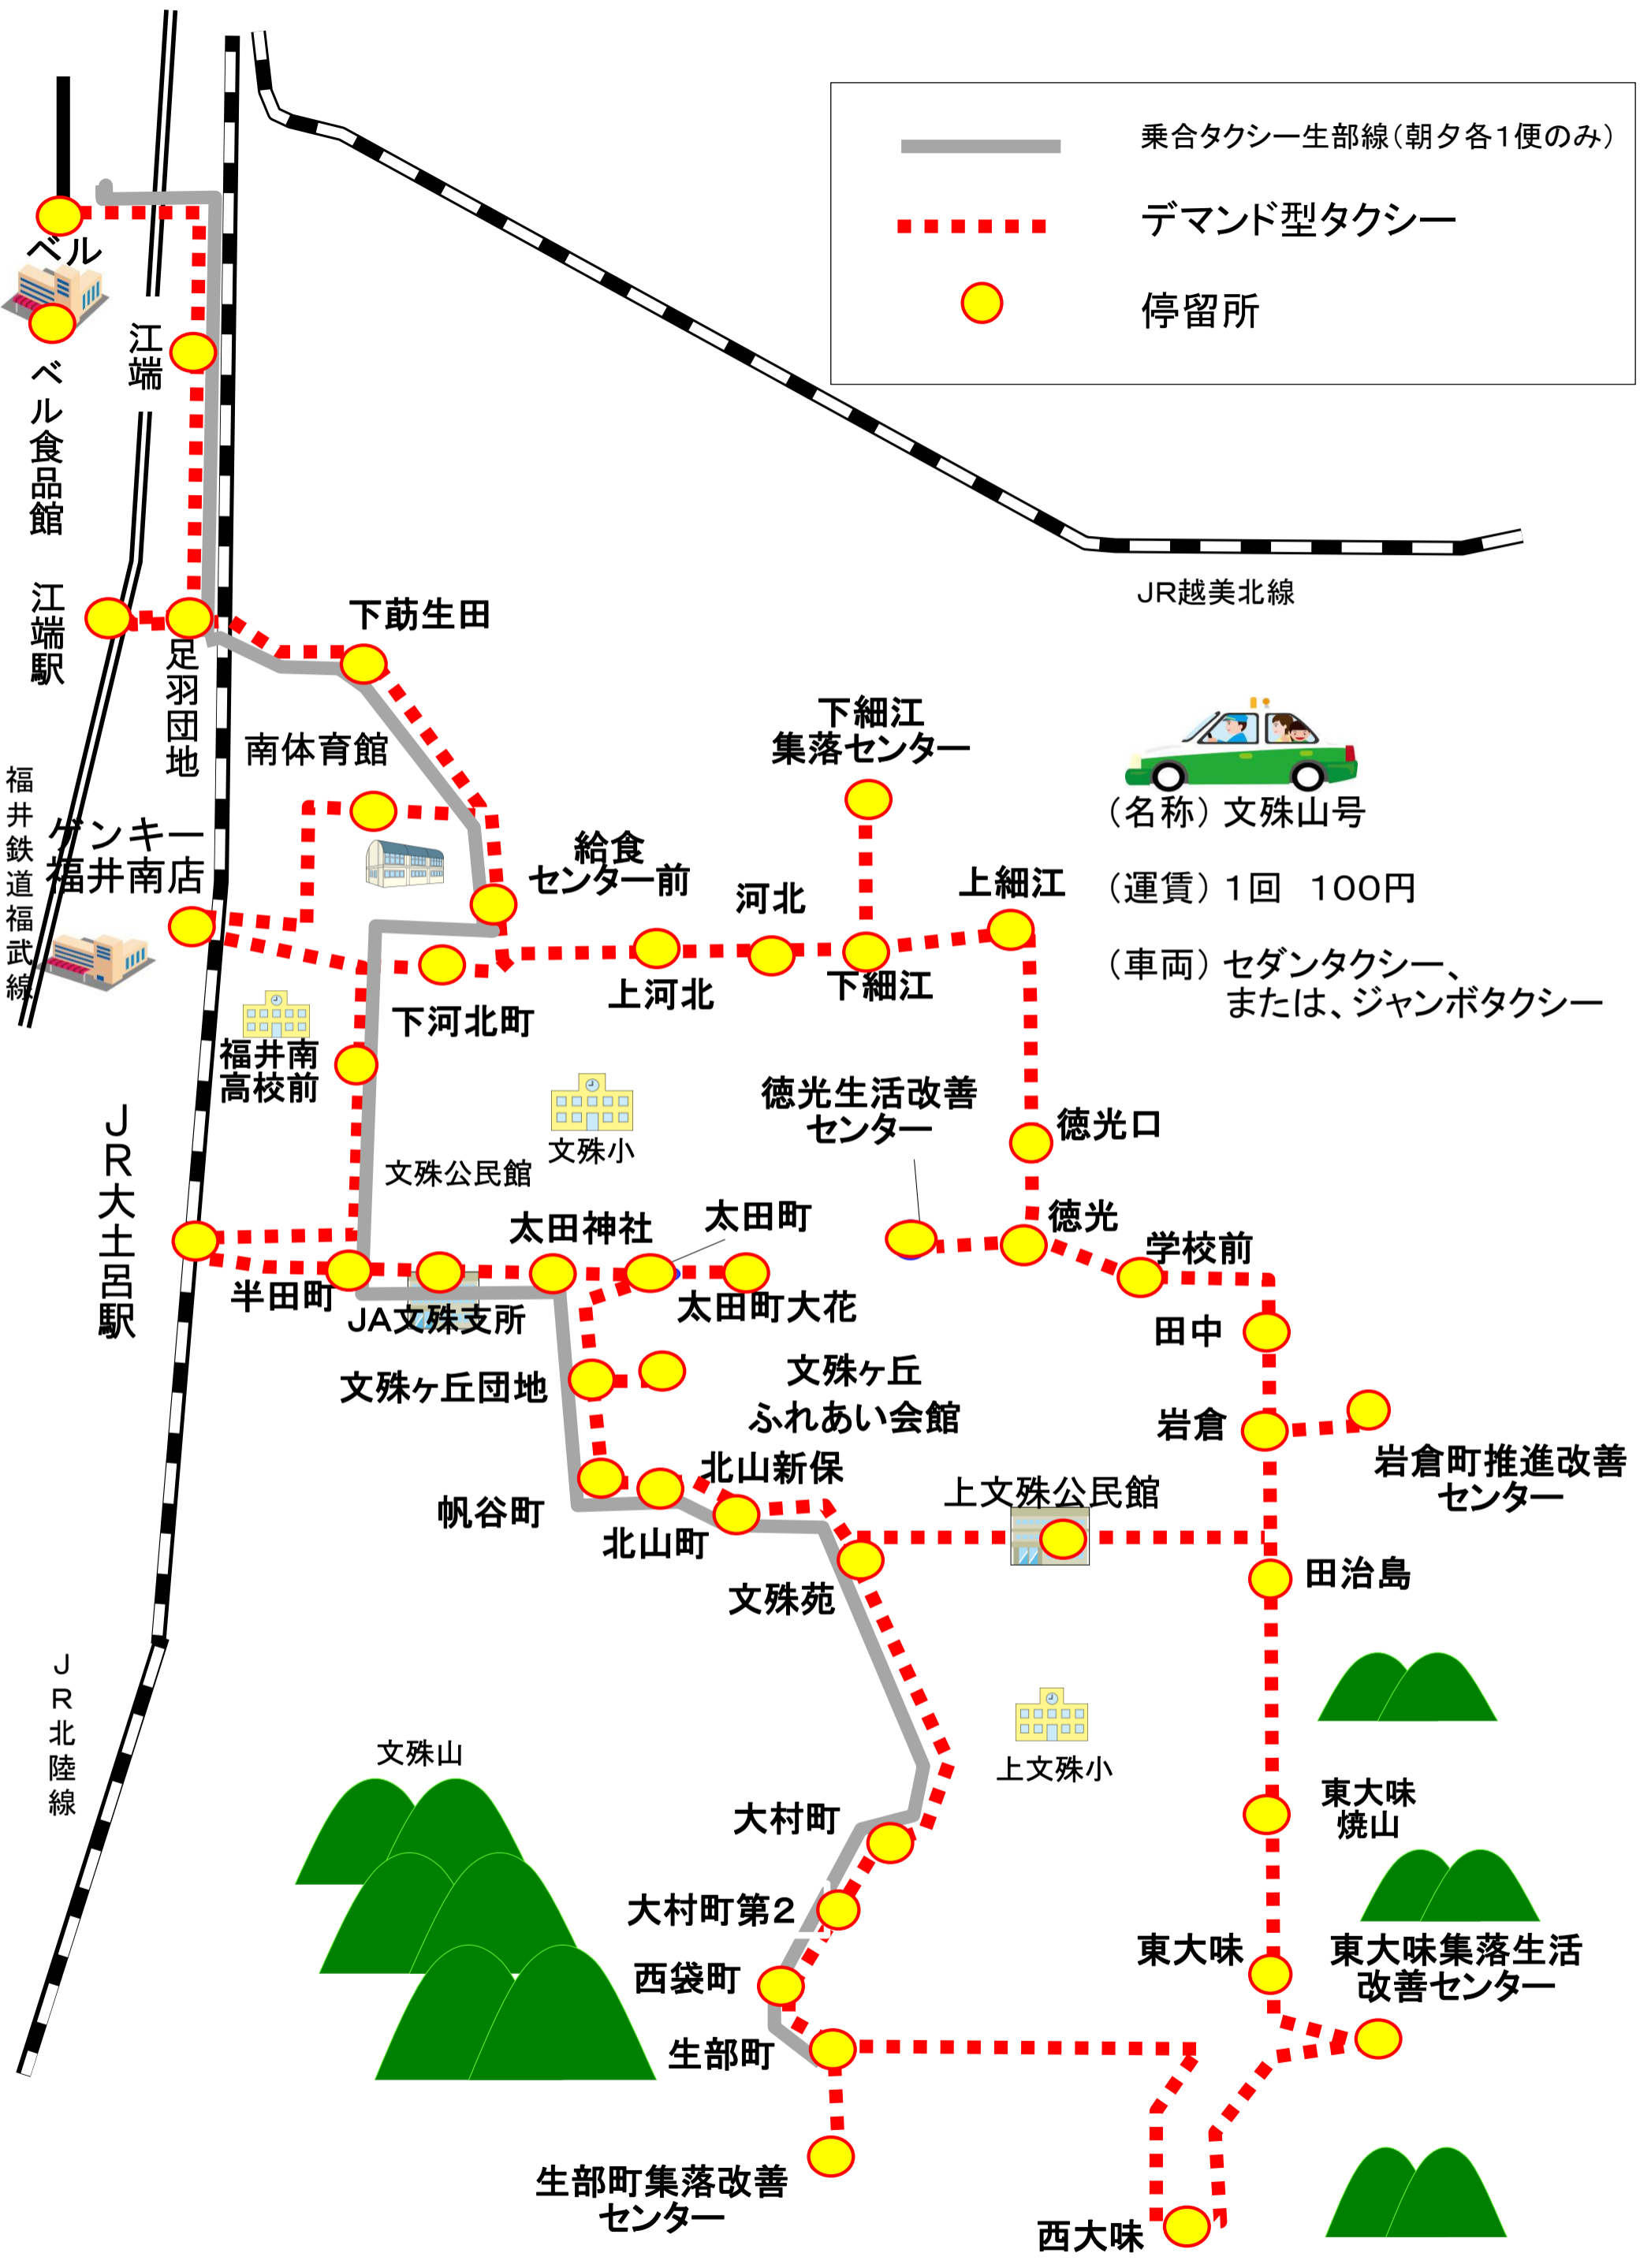 乗合タクシー生部線（朝夕各１便のみ）
デマンド型タクシー
停留所
ベル
江端
ベル食品館
江端駅
足羽団地
下莇生田
JR越美北線
南体育館
下細江
集落センター
（名称）文殊山号
（運賃）１回　１００円
（車両）セダンタクシー、
または、ジャンボタクシー
福井鉄道福武線
ゲンキー
福井南店
給食
センター前
河北
上細江
上河北
下細江
下河北町
福井南
高校前
徳光生活改善
センター
徳光口
文殊小
文殊公民館
ＪＲ大土呂駅
太田神社
太田町
徳光
学校前
半田町
JA文殊支所
太田町大花
田中
文殊ヶ丘団地
文殊ヶ丘
ふれあい会館
岩倉
岩倉町推進改善
センター
北山新保
上文殊公民館
帆谷町
北山町
文殊苑
田治島
ＪＲ北陸線
文殊山
上文殊小
東大味
焼山
大村町
大村町第２
東大味
東大味集落生活
改善センター
西袋町
生部町
生部町集落改善
センター
西大味